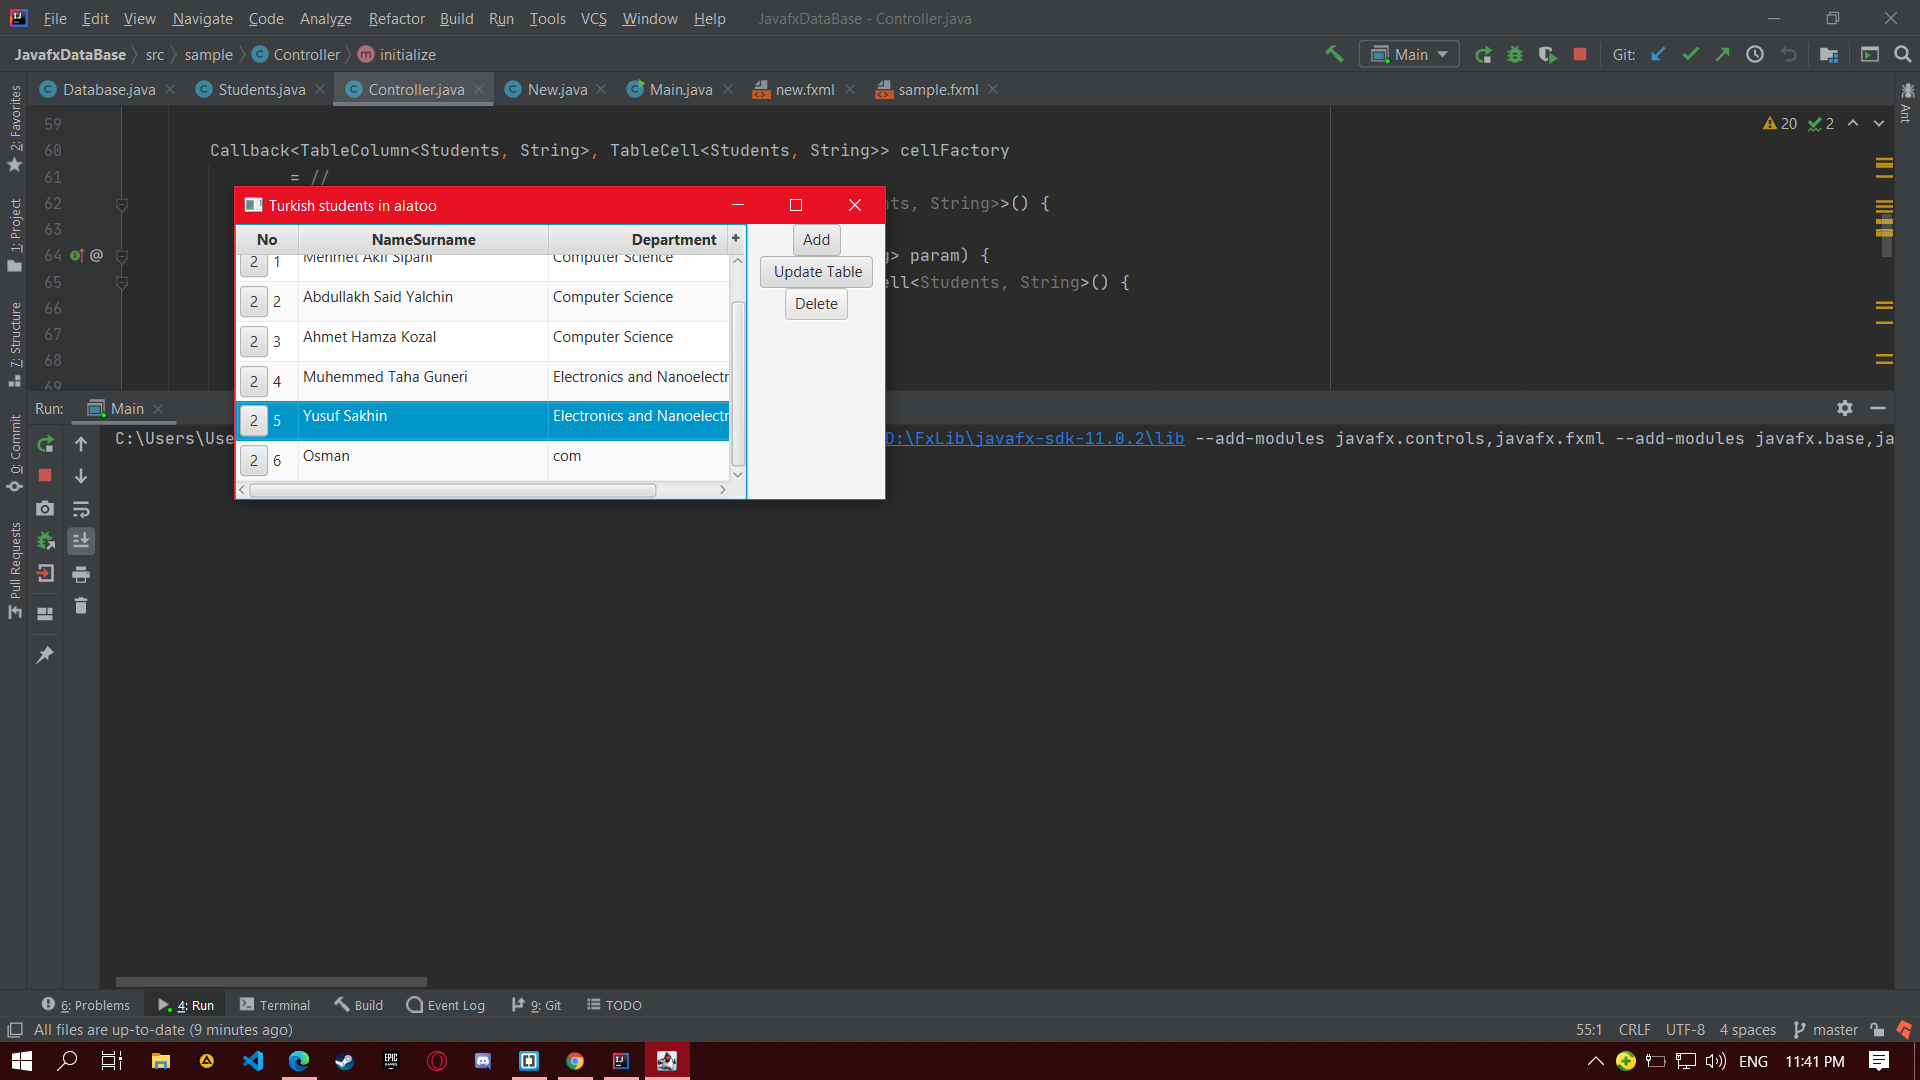 File Edit View Navigate Code Analyze Refactor Build Run Tools VCS Window Help JavafxDataBase - Controller.java
JavafxDataBase src sample Controller initialize Main Git:
Database.java Students.java Controller.java New.java Main.java new.fxml sample.fxml
59
20 2
60 Callback<TableColumn<Students, String>, TableCell<Students, String>> cellFactory
61 = //
62 nts, String>>() {
63
64 @ > param) {
65 ell<Students, String>() {
66
67
68
69
Turkish students in alatoo
No NameSurname Department +
2 1 Mehmet Akif Sipahi Computer Science
2 2 Abdullakh Said Yalchin Computer Science
2 3 Ahmet Hamza Kozal Computer Science
2 4 Muhemmed Taha Guneri Electronics and Nanoelectr
2 5 Yusuf Sakhin Electronics and Nanoelectr
2 6 Osman com
Add
Update Table
Delete
Run: Main
C:\Users\Use D:\FxLib\javafx-sdk-11.0.2\lib --add-modules javafx.controls,javafx.fxml --add-modules javafx.base,ja
2: Favorites
1: Project
7: Structure
0: Commit
Pull Requests
Ant
6: Problems 4: Run Terminal Build Event Log 9: Git TODO
All files are up-to-date (9 minutes ago) 55:1 CRLF UTF-8 4 spaces master
EPIC GAMES
ENG 11:41 PM